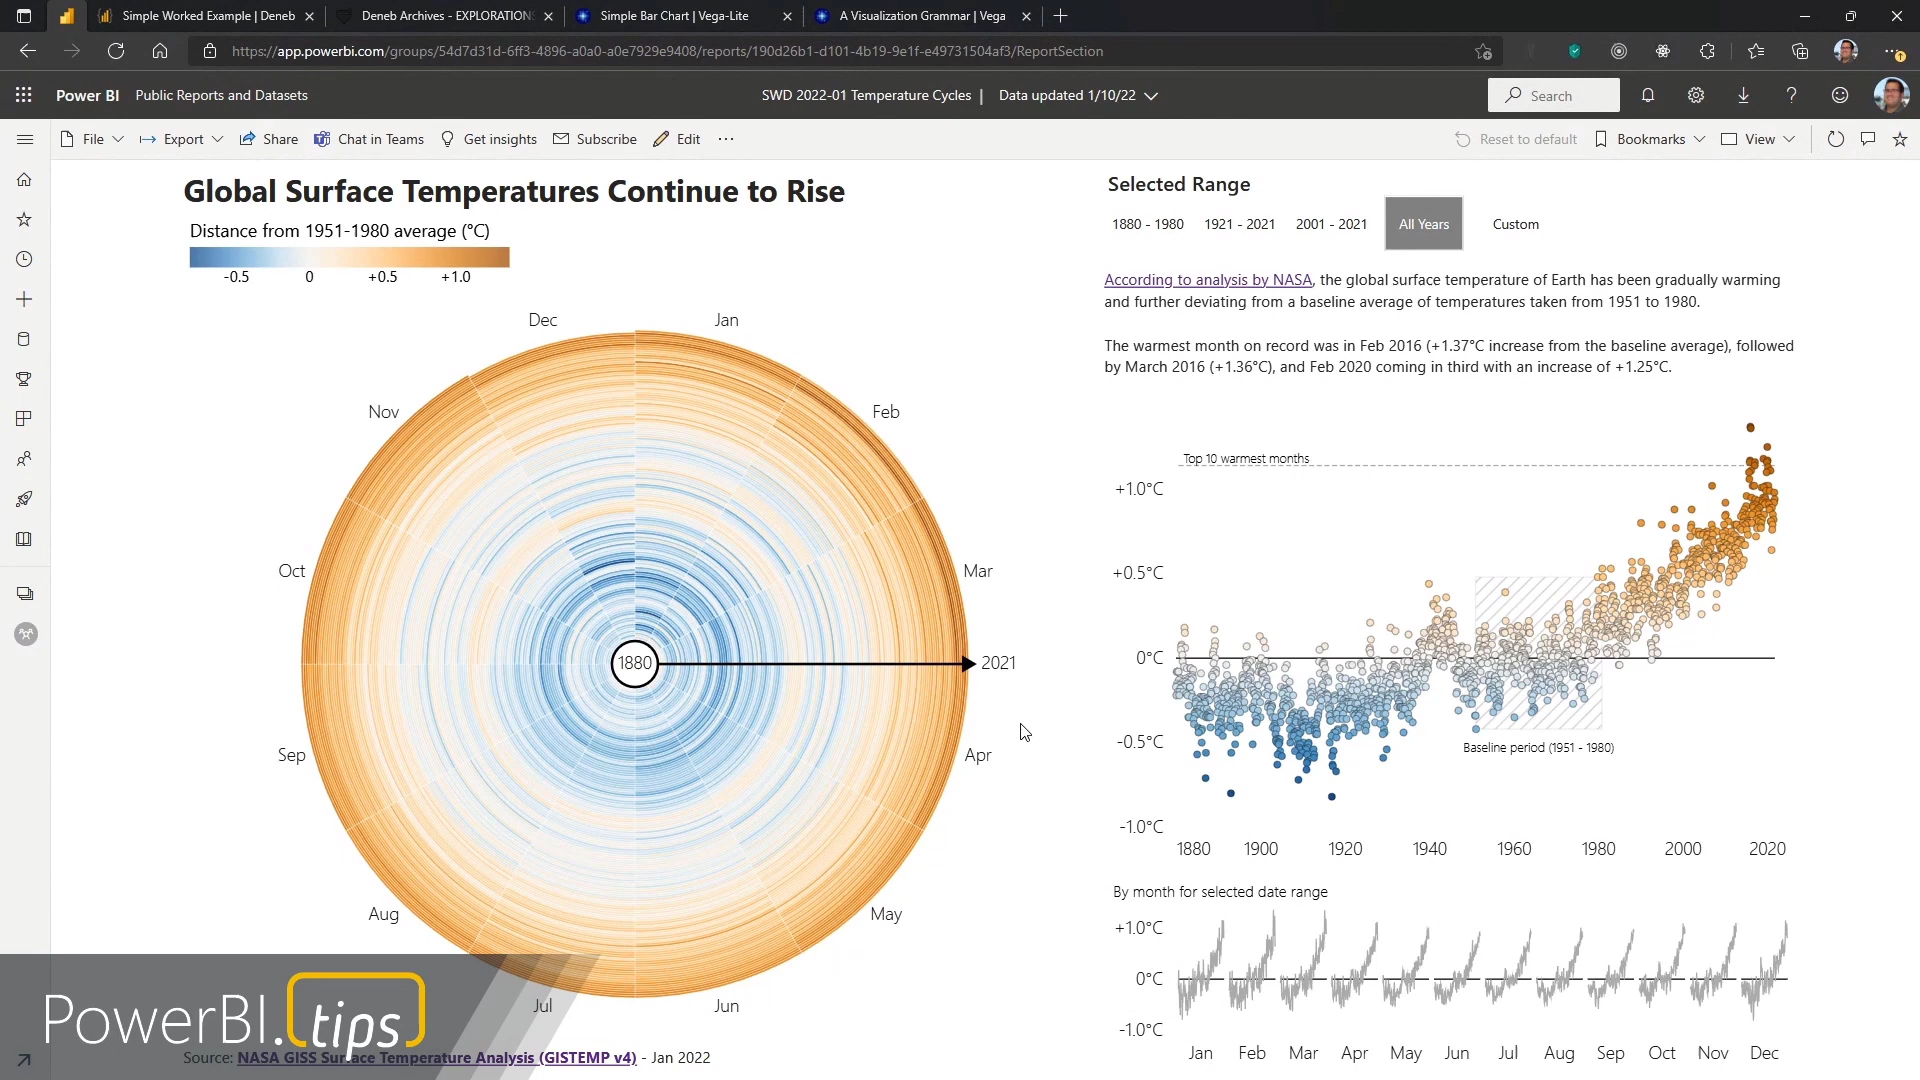 Simple Worked Example | Deneb
Deneb Archives - EXPLORATIONS
Simple Bar Chart | Vega-Lite
A Visualization Grammar | Vega
https://app.powerbi.com/groups/54d7d31d-6ff3-4896-a0a0-a0e7929e9408/reports/190d26b1-d101-4b19-9e1f-e49731504af3/ReportSection
Power BI Public Reports and Datasets
SWD 2022-01 Temperature Cycles | Data updated 1/10/22
Search
File Export Share Chat in Teams Get insights Subscribe Edit ...
Reset to default Bookmarks View
Global Surface Temperatures Continue to Rise
Distance from 1951-1980 average (°C)
-0.5 0 +0.5 +1.0
Dec Jan
Nov Feb
Oct Mar
1880 2021
Sep Apr
Aug May
Jul Jun
PowerBI.tips
Source: NASA GISS Surface Temperature Analysis (GISTEMP v4) - Jan 2022
Selected Range
1880 - 1980 1921 - 2021 2001 - 2021 All Years Custom
According to analysis by NASA, the global surface temperature of Earth has been gradually warming
and further deviating from a baseline average of temperatures taken from 1951 to 1980.
The warmest month on record was in Feb 2016 (+1.37°C increase from the baseline average), followed
by March 2016 (+1.36°C), and Feb 2020 coming in third with an increase of +1.25°C.
Top 10 warmest months
+1.0°C
+0.5°C
0°C
-0.5°C
Baseline period (1951 - 1980)
-1.0°C
1880 1900 1920 1940 1960 1980 2000 2020
By month for selected date range
+1.0°C
0°C
-1.0°C
Jan Feb Mar Apr May Jun Jul Aug Sep Oct Nov Dec